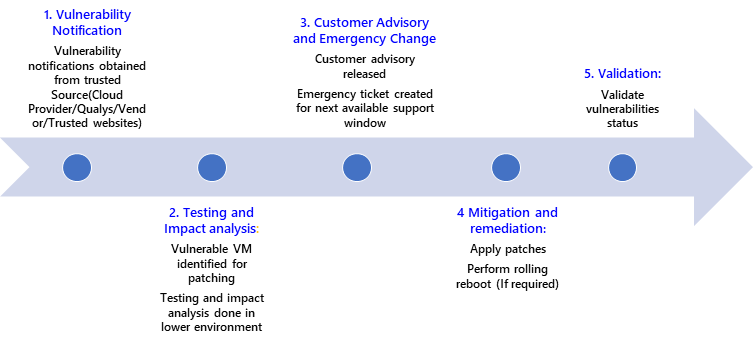 1. Vulnerability
Notification
Vulnerability
notifications obtained
from trusted
Source(Cloud
Provider/Qualys/Vend
or/Trusted websites)
2. Testing and
Impact analysis:
Vulnerable VM
identified for
patching
Testing and impact
analysis done in
lower environment
3. Customer Advisory
and Emergency Change
Customer advisory
released
Emergency ticket created
for next available support
window
4 Mitigation and
remediation:
Apply patches
Perform rolling
reboot (If required)
5. Validation:
Validate
vulnerabilities
status